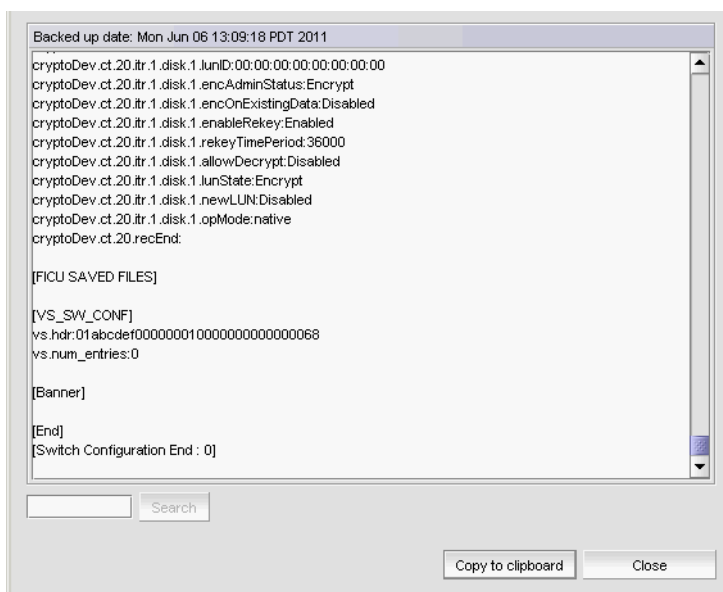 Backed up date: Mon Jun 06 13:09:18 PDT 2011
cryptoDev.ct.20.itr.1.disk.1.lunID:00:00:00:00:00:00:00:00
cryptoDev.ct.20.itr.1.disk.1.encAdminStatus:Encrypt
cryptoDev.ct.20.itr.1.disk.1.encOnExistingData:Disabled
cryptoDev.ct.20.itr.1.disk.1.enableRekey:Enabled
cryptoDev.ct.20.itr.1.disk.1.rekeyTimePeriod:36000
cryptoDev.ct.20.itr.1.disk.1.allowDecrypt:Disabled
cryptoDev.ct.20.itr.1.disk.1.lunState:Encrypt
cryptoDev.ct.20.itr.1.disk.1.newLUN:Disabled
cryptoDev.ct.20.itr.1.disk.1.opMode:native
cryptoDev.ct.20.recEnd:
[FICU SAVED FILES]
[VS_SW_CONF]
vs.hdr:01abcdef000000010000000000000068
vs.num_entries:0
[Banner]
[End]
[Switch Configuration End : 0]
Search
Copy to clipboard
Close